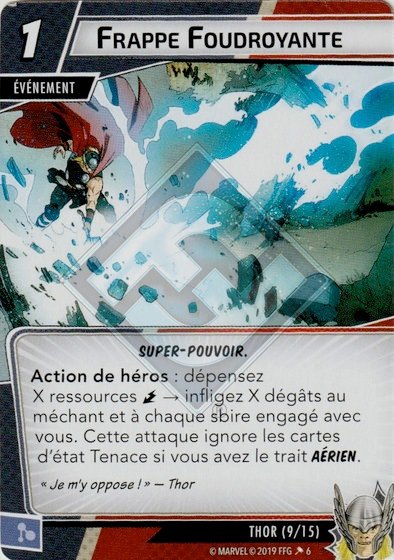 1
FRAPPE FOUDROYANTE
ÉVÉNEMENT
SUPER-POUVOIR.
Action de héros : dépensez
X ressources → infligez X dégâts au
méchant et à chaque sbire engagé avec
vous. Cette attaque ignore les cartes
d'état Tenace si vous avez le trait AÉRIEN.
« Je m'y oppose ! » — Thor
THOR (9/15)
© MARVEL © 2019 FFG 6